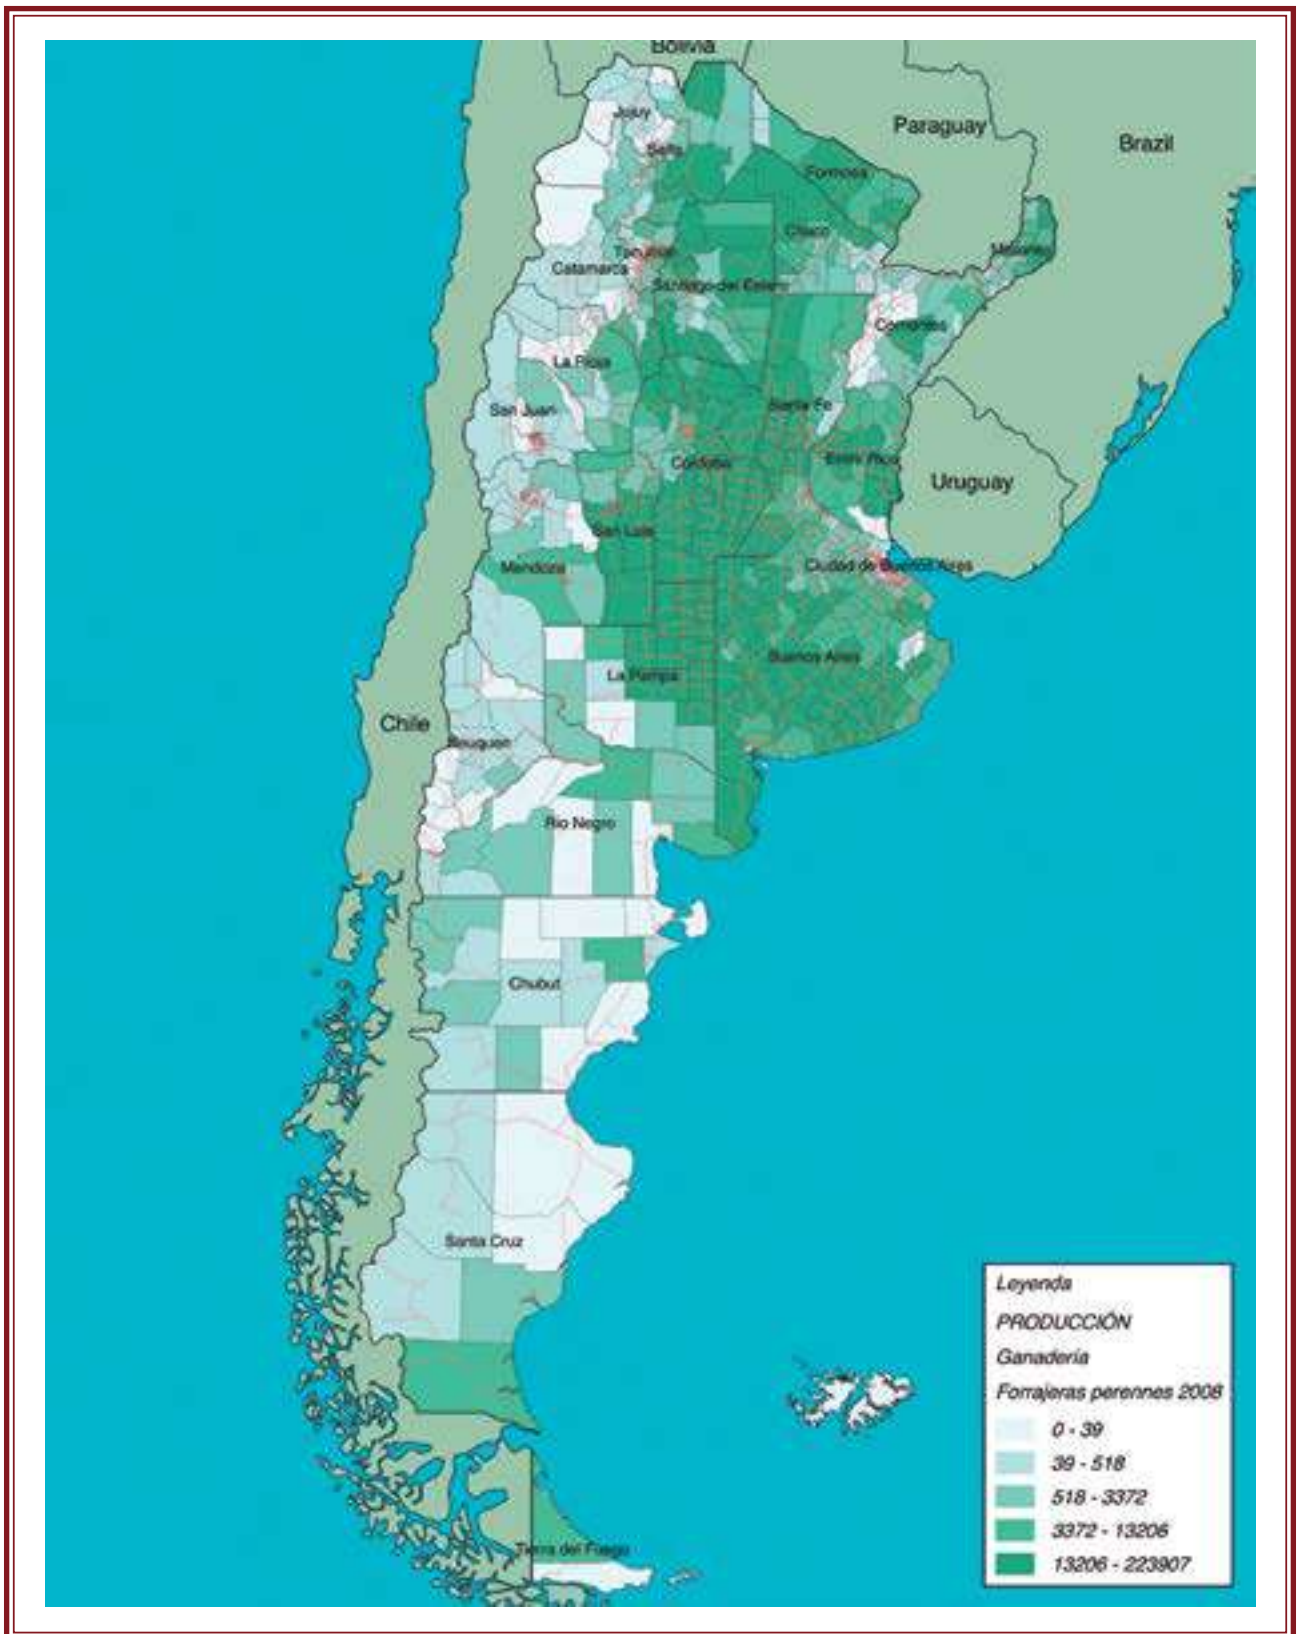 Bolivia
Jujuy
Paraguay
Brazil
Salta
Formosa
Chaco
Misiones
Tucumán
Catamarca
Santiago del Estero
Corrientes
La Rioja
San Juan
Santa Fe
Córdoba
Entre Ríos
Uruguay
San Luis
Mendoza
Ciudad de Buenos Aires
Buenos Aires
La Pampa
Chile
Neuquen
Rio Negro
Chubut
Santa Cruz
Tierra del Fuego
Leyenda
PRODUCCIÓN
Ganadería
Forrajeras perennes 2008
0 - 39
39 - 518
518 - 3372
3372 - 13206
13206 - 223907